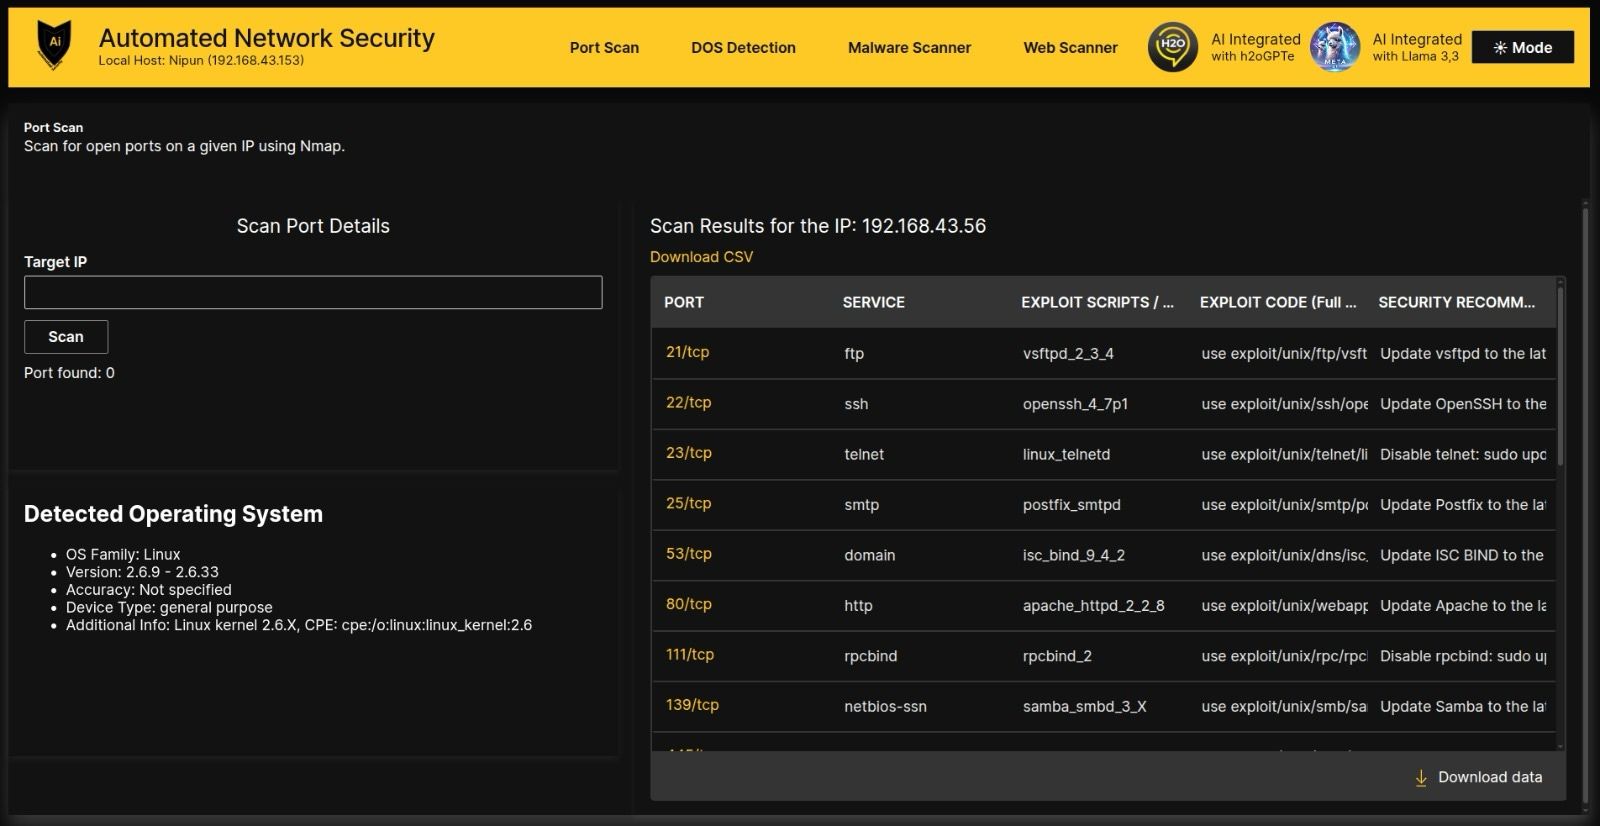 Ai
Automated Network Security
Local Host: Nipun (192.168.43.153)
Port Scan
DOS Detection
Malware Scanner
Web Scanner
H2O
AI Integrated
with h2oGPTe
META
AI Integrated
with Llama 3,3
☀ Mode
Port Scan
Scan for open ports on a given IP using Nmap.
Scan Port Details
Target IP
Scan
Port found: 0
Detected Operating System
• OS Family: Linux
• Version: 2.6.9 - 2.6.33
• Accuracy: Not specified
• Device Type: general purpose
• Additional Info: Linux kernel 2.6.X, CPE: cpe:/o:linux:linux_kernel:2.6
Scan Results for the IP: 192.168.43.56
Download CSV
PORT SERVICE EXPLOIT SCRIPTS / ... EXPLOIT CODE (Full ... SECURITY RECOMM...
21/tcp ftp vsftpd_2_3_4 use exploit/unix/ftp/vsft Update vsftpd to the lat
22/tcp ssh openssh_4_7p1 use exploit/unix/ssh/ope Update OpenSSH to the
23/tcp telnet linux_telnetd use exploit/unix/telnet/li Disable telnet: sudo upd
25/tcp smtp postfix_smtpd use exploit/unix/smtp/po Update Postfix to the la
53/tcp domain isc_bind_9_4_2 use exploit/unix/dns/isc_ Update ISC BIND to the
80/tcp http apache_httpd_2_2_8 use exploit/unix/webapp Update Apache to the la
111/tcp rpcbind rpcbind_2 use exploit/unix/rpc/rpc Disable rpcbind: sudo u
139/tcp netbios-ssn samba_smbd_3_X use exploit/unix/smb/sa Update Samba to the la
Download data